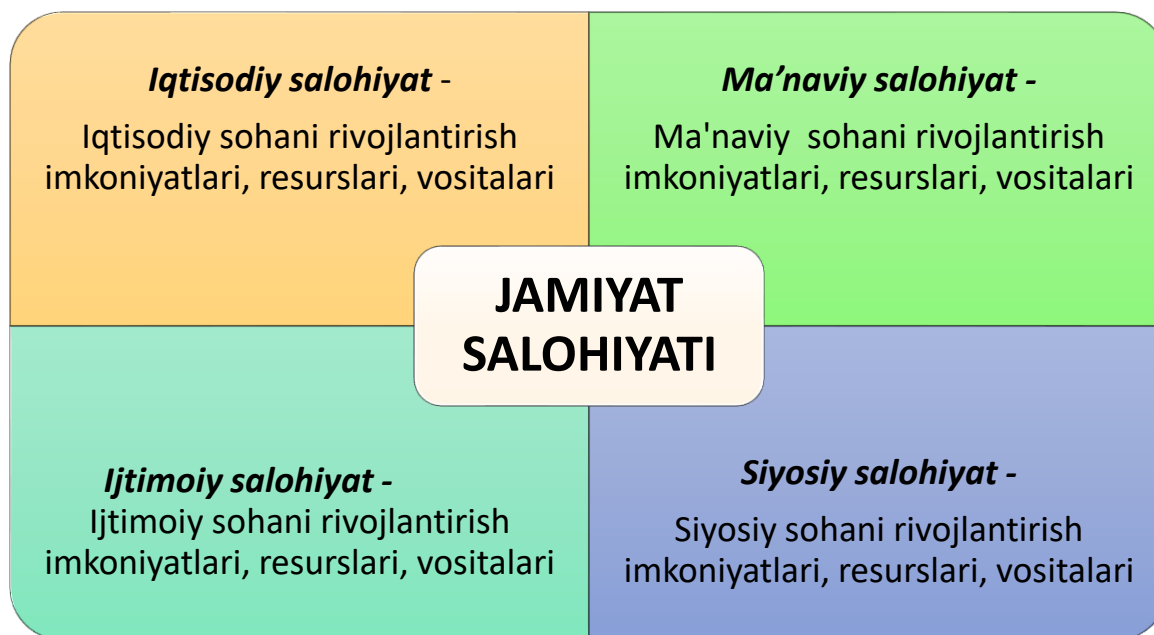 Iqtisodiy salohiyat -
Iqtisodiy sohani rivojlantirish
imkoniyatlari, resurslari, vositalari
Ma’naviy salohiyat -
Ma'naviy sohani rivojlantirish
imkoniyatlari, resurslari, vositalari
JAMIYAT
SALOHIYATI
Ijtimoiy salohiyat -
Ijtimoiy sohani rivojlantirish
imkoniyatlari, resurslari, vositalari
Siyosiy salohiyat -
Siyosiy sohani rivojlantirish
imkoniyatlari, resurslari, vositalari